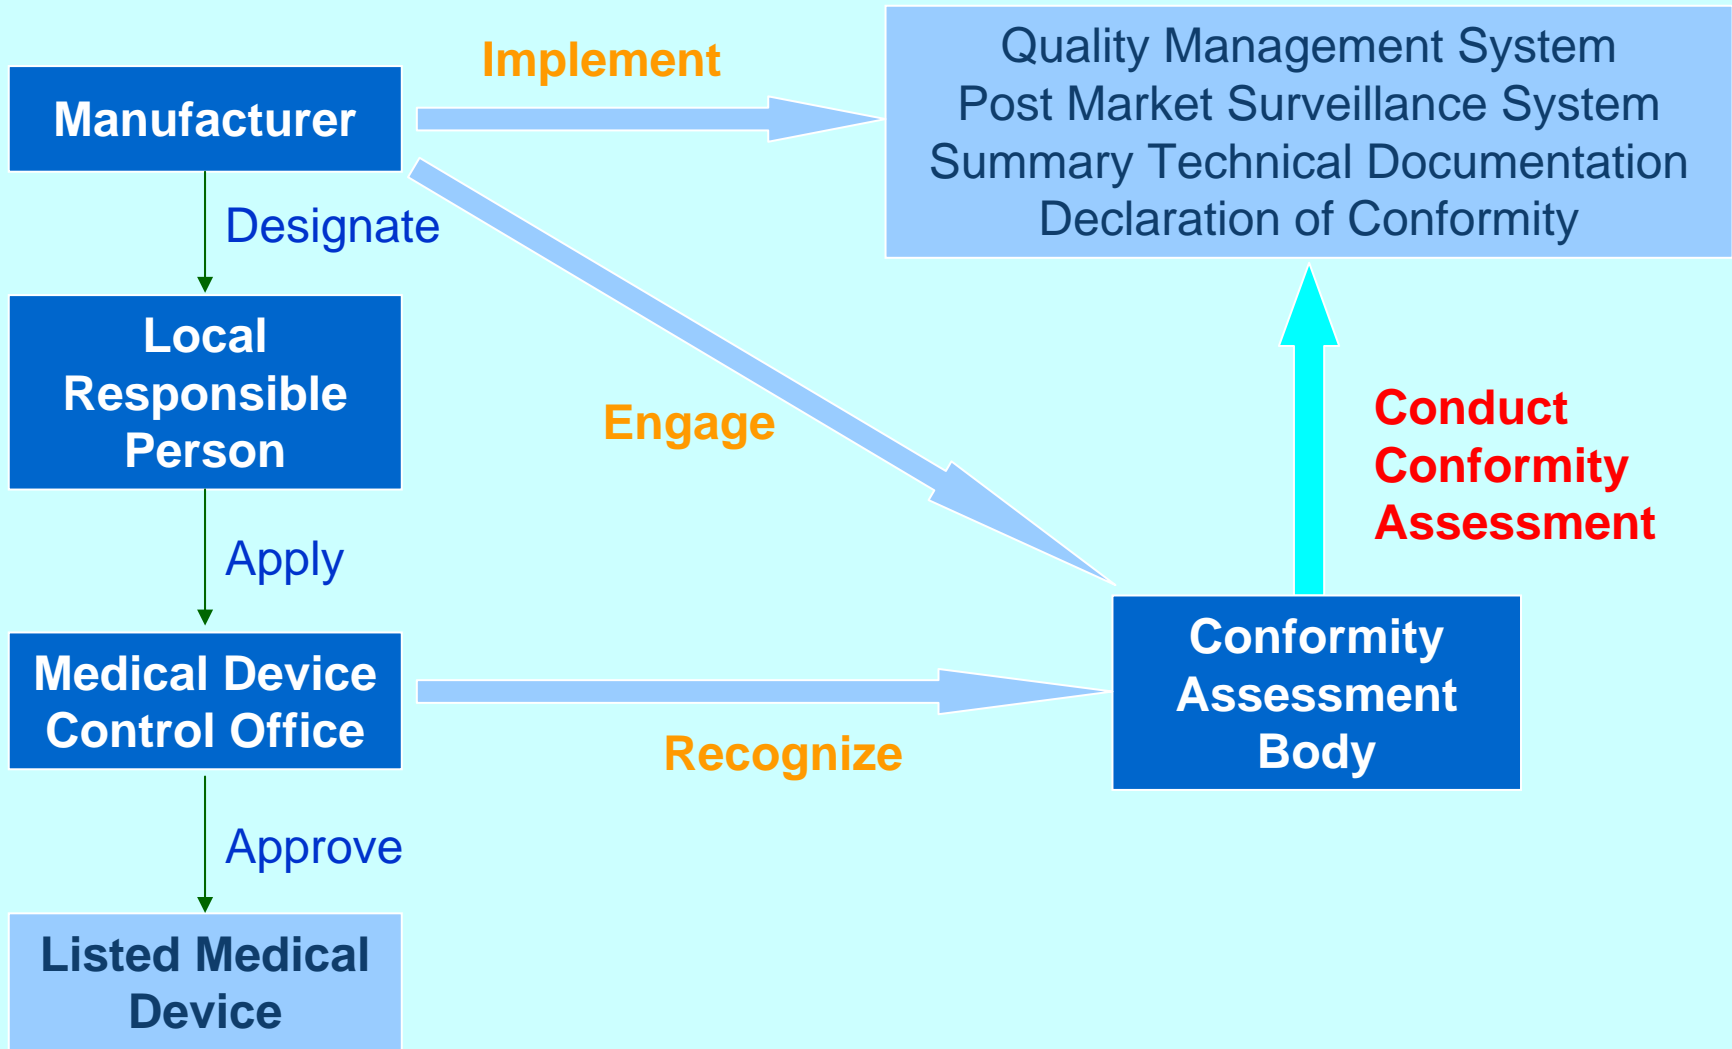 Implement
Quality Management System
Post Market Surveillance System
Summary Technical Documentation
Declaration of Conformity
Manufacturer
Designate
Local
Responsible
Person
Engage
Conduct
Conformity
Assessment
Apply
Medical Device
Control Office
Recognize
Conformity
Assessment
Body
Approve
Listed Medical
Device